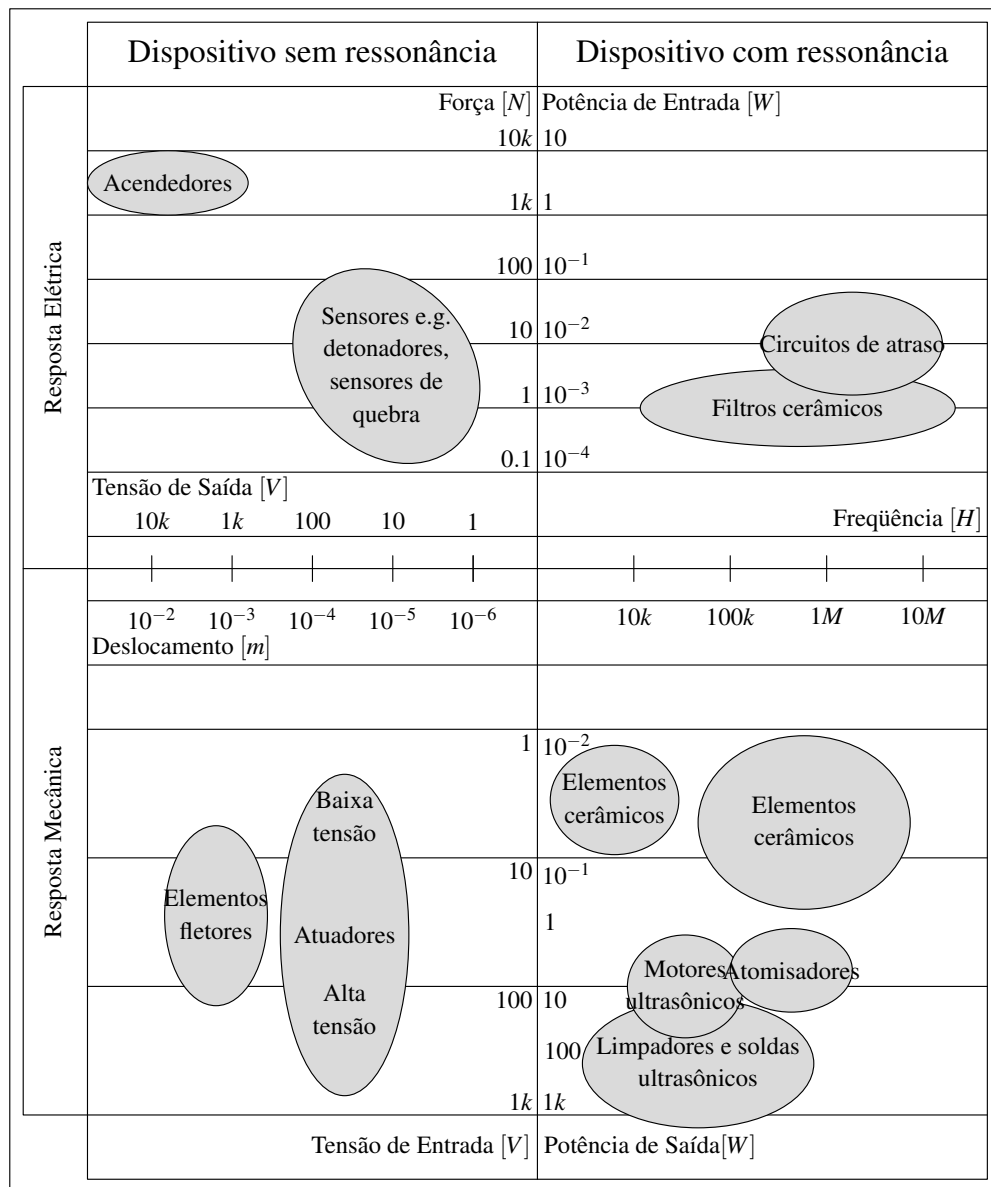 Dispositivo sem ressonância
Dispositivo com ressonância
Resposta Elétrica
Força [N]
Potência de Entrada [W]
10k
10
Acendedores
1k
1
100
10⁻¹
Sensores e.g.
detonadores,
sensores de
quebra
10
10⁻²
Circuitos de atraso
1
10⁻³
Filtros cerâmicos
0.1
10⁻⁴
Tensão de Saída [V]
10k 1k 100 10 1
Freqüência [H]
10⁻² 10⁻³ 10⁻⁴ 10⁻⁵ 10⁻⁶
10k 100k 1M 10M
Deslocamento [m]
Resposta Mecânica
1
10⁻²
Baixa
tensão
Elementos
cerâmicos
Elementos
cerâmicos
10
10⁻¹
Elementos
fletores
Atuadores
1
Motores
ultrasônicos
Atomisadores
Alta
tensão
100
10
100
Limpadores e soldas
ultrasônicos
1k
1k
Tensão de Entrada [V]
Potência de Saída[W]